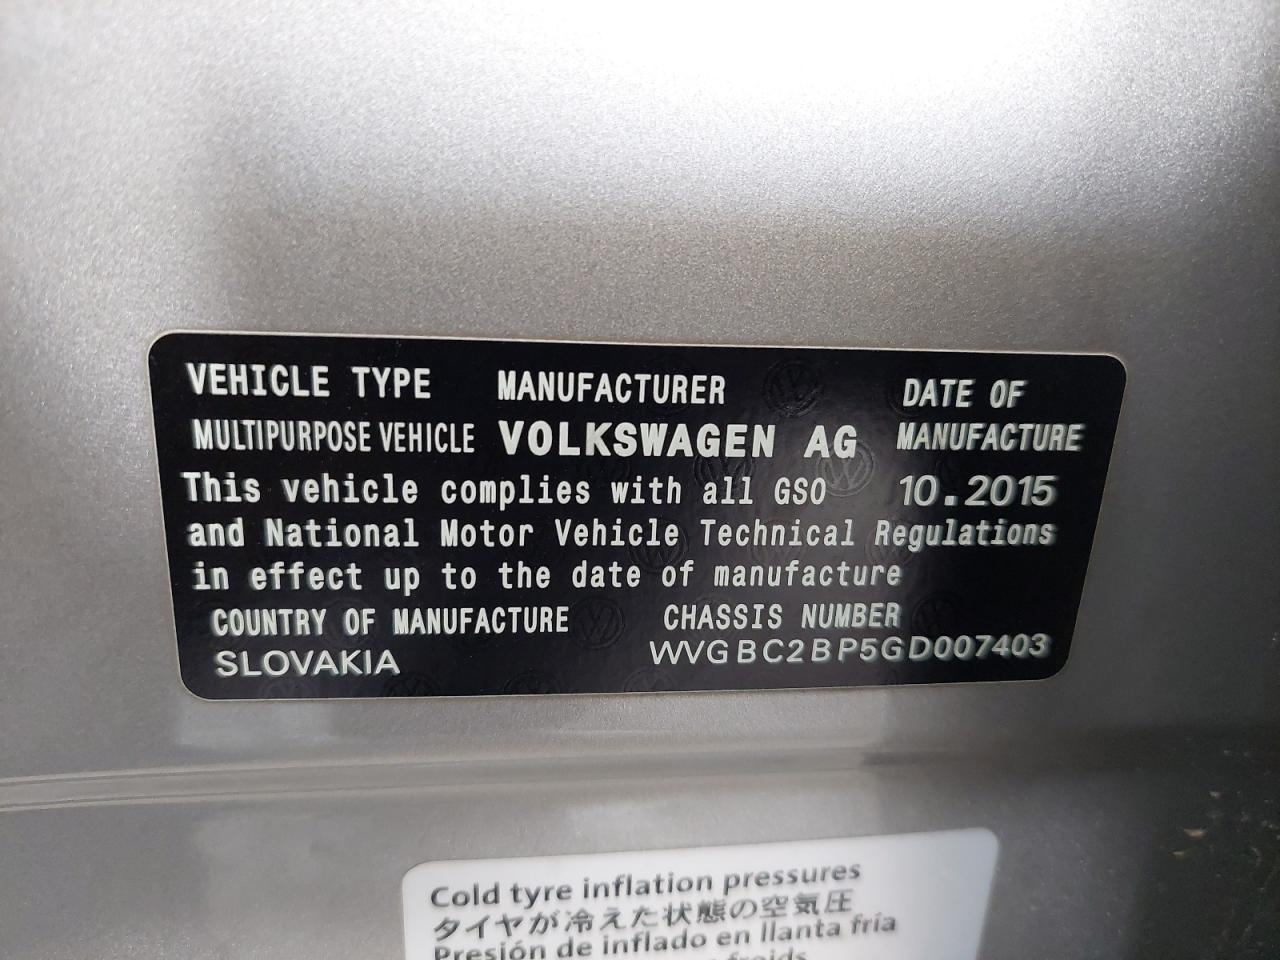 VEHICLE TYPE MANUFACTURER DATE OF
MULTIPURPOSE VEHICLE VOLKSWAGEN AG MANUFACTURE
This vehicle complies with all GSO 10.2015
and National Motor Vehicle Technical Regulations
in effect up to the date of manufacture
COUNTRY OF MANUFACTURE CHASSIS NUMBER
SLOVAKIA WVGBC2BP5GD007403
Cold tyre inflation pressures
タイヤが冷えた状態の空気圧
Presión de inflado en llanta fría
froids